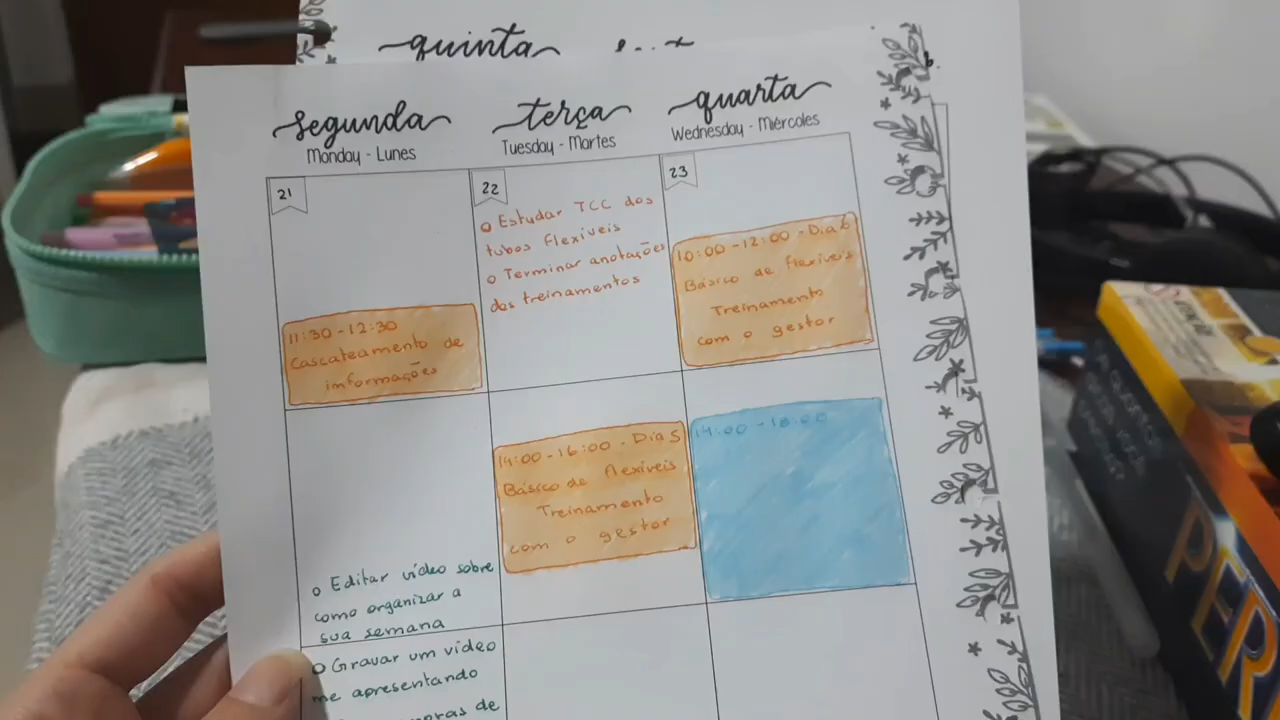 quinta
segunda
Monday - Lunes
terça
Tuesday - Martes
quarta
Wednesday - Miércoles
21
11:30 - 12:30
Cascateamento de
informações
o Editar vídeo sobre
como organizar a
sua semana
o Gravar um vídeo
me apresentando
de
22
o Estudar TCC dos
tubos flexíveis
o Terminar anotações
dos treinamentos
14:00 - 16:00 - Dia 5
Básico de flexíveis
Treinamento
com o gestor
23
10:00 - 12:00 - Dia 6
Básico de flexíveis
Treinamento
com o gestor
14:00 - 18:00
PER